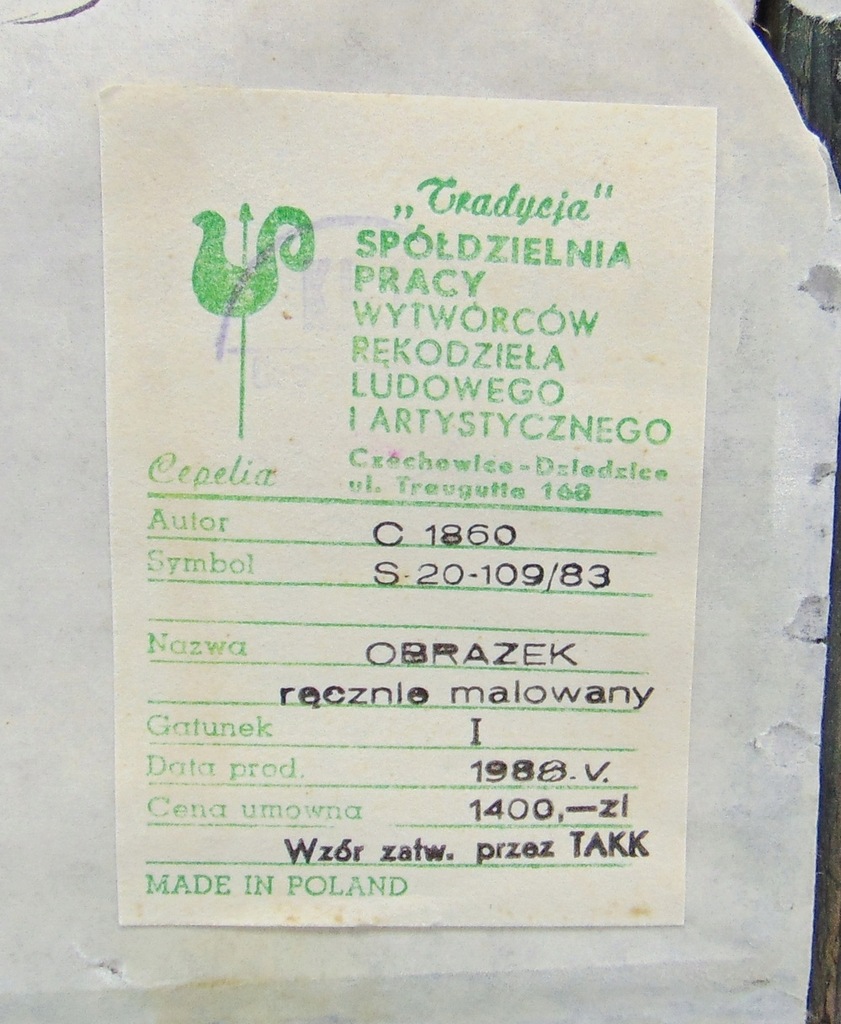 „Tradycja"
SPÓŁDZIELNIA
PRACY
WYTWÓRCÓW
RĘKODZIEŁA
LUDOWEGO
I ARTYSTYCZNEGO
Cepelia
Czechowice-Dziedzice
ul. Traugutta 168
Autor C 1860
Symbol S-20-109/83
Nazwa OBRAZEK
ręcznie malowany
Gatunek I
Data prod. 1988.V.
Cena umowna 1400,—zł
Wzór zatw. przez TAKK
MADE IN POLAND